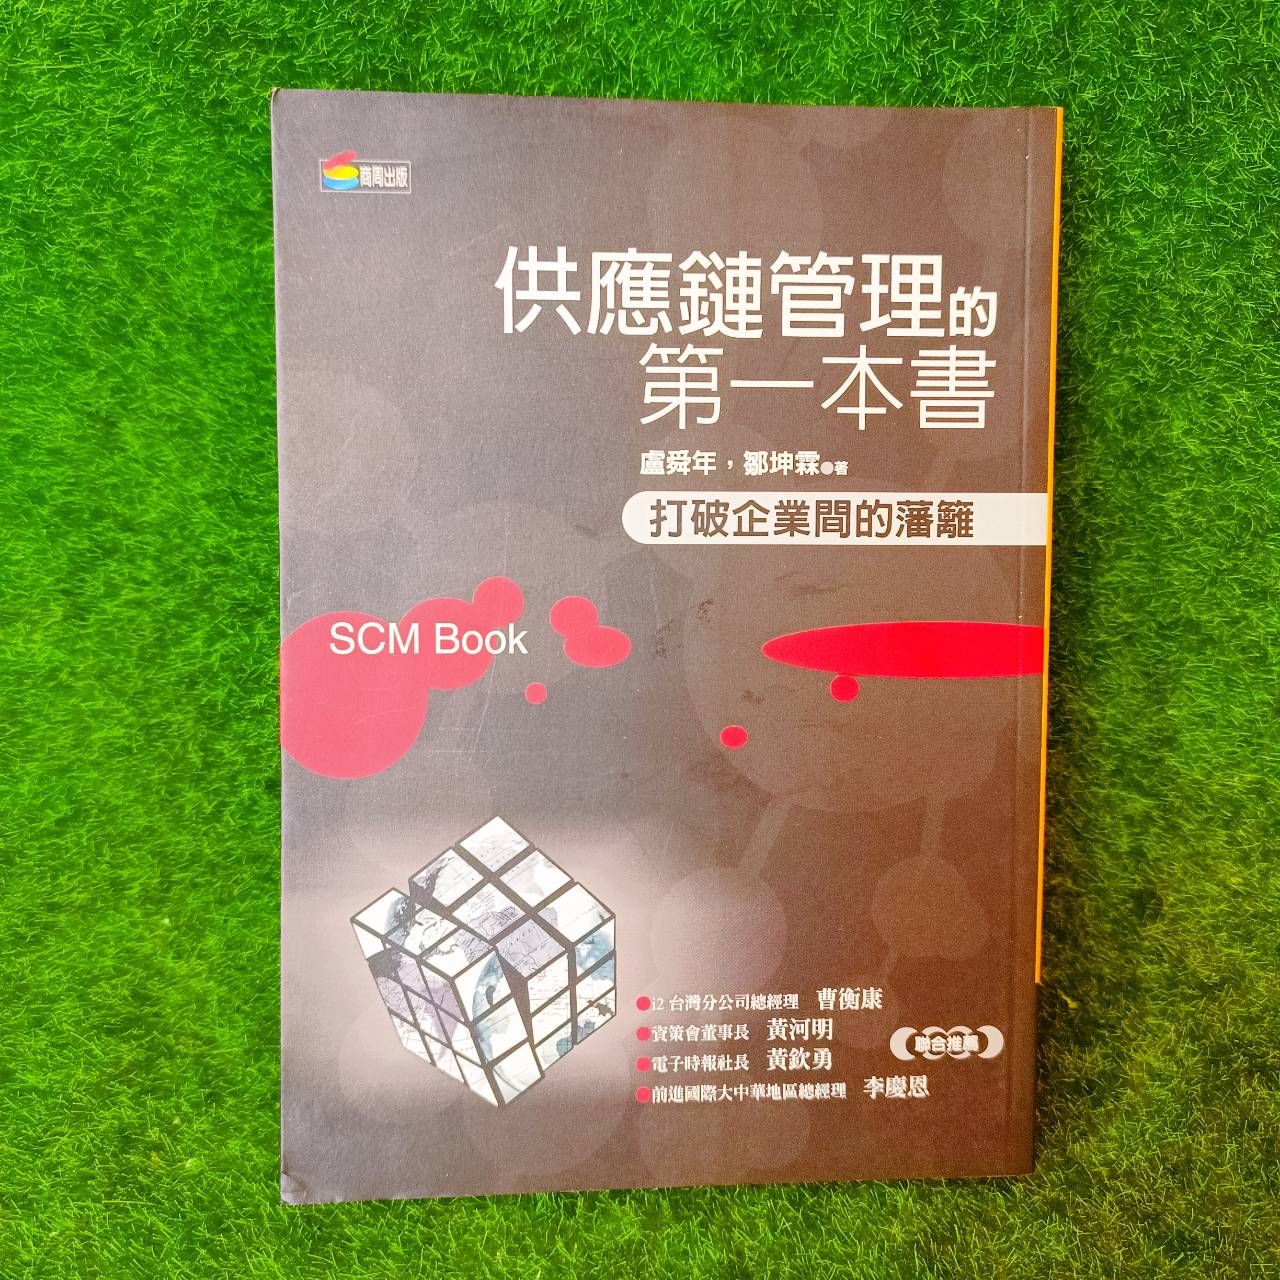 商周出版
供應鏈管理的
第一本書
盧舜年，鄒坤霖●著
打破企業間的藩籬
SCM Book
●i2 台灣分公司總經理 曹衡康
●資策會董事長 黃河明
●電子時報社長 黃欽勇
●前進國際大中華地區總經理 李慶恩
聯合推薦